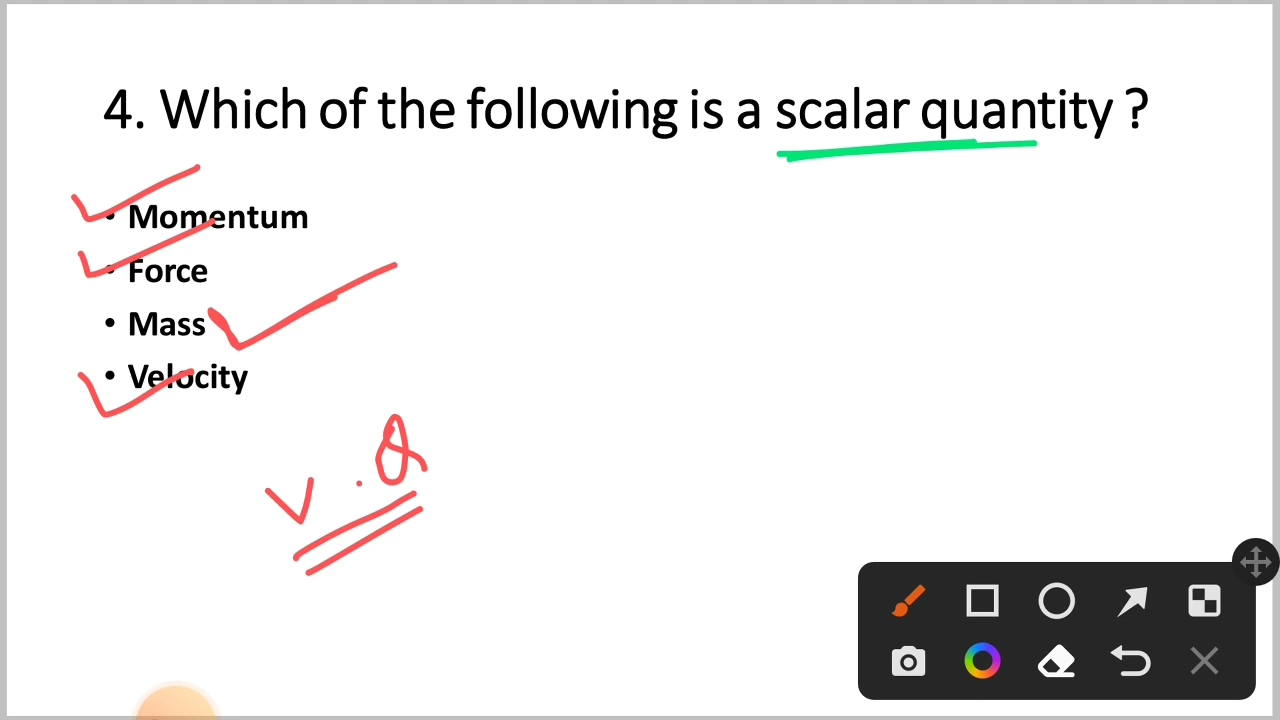 4. Which of the following is a scalar quantity ?
• Momentum
• Force
• Mass
• Velocity
V . Q